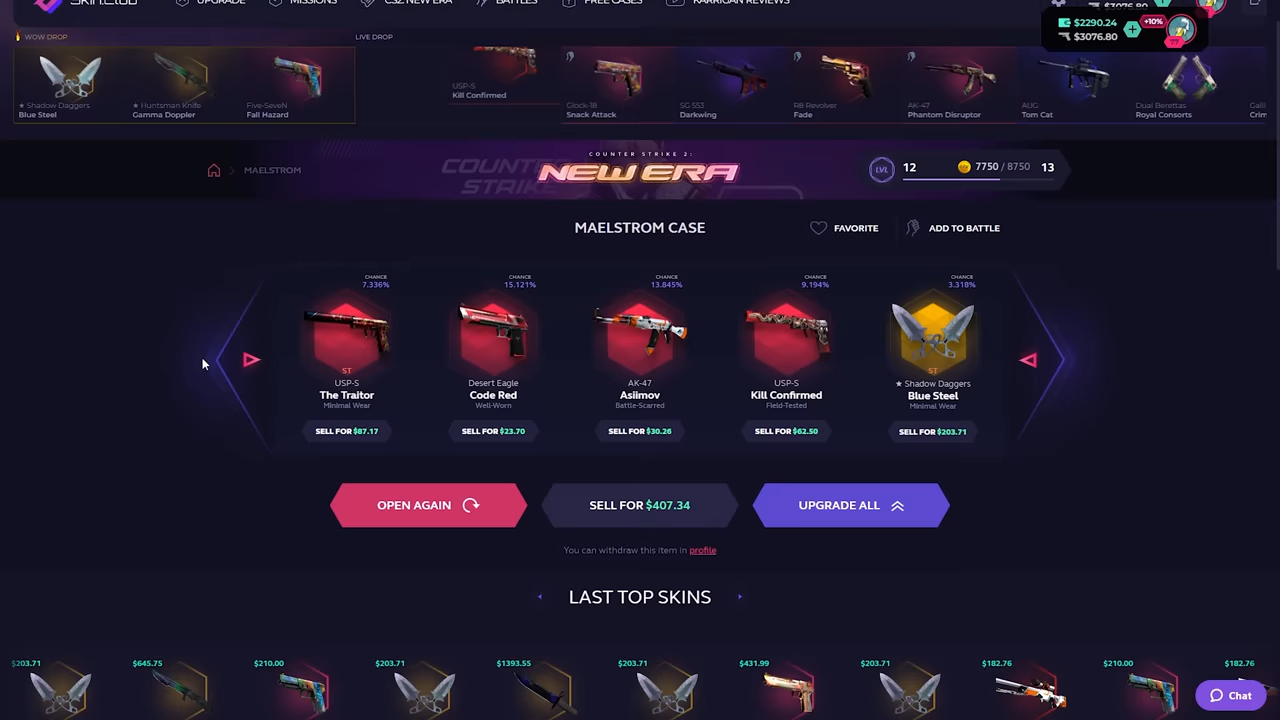 Skin.Club
UPGRADE
MISSIONS
CS2 NEW ERA
BATTLES
FREE CASES
KARRIGAN REVIEWS
$3076.80
$2290.24
$3076.80
+10%
WOW DROP
LIVE DROP
★ Shadow Daggers
Blue Steel
★ Huntsman Knife
Gamma Doppler
Five-SeveN
Fall Hazard
USP-S
Kill Confirmed
Glock-18
Snack Attack
SG 553
Darkwing
R8 Revolver
Fade
AK-47
Phantom Disruptor
AUG
Tom Cat
Dual Berettas
Royal Consorts
MAELSTROM
COUNTER STRIKE
COUNTER STRIKE 2:
NEW ERA
LVL
12
7750 / 8750
13
MAELSTROM CASE
FAVORITE
ADD TO BATTLE
CHANCE
7.336%
ST
USP-S
The Traitor
Minimal Wear
SELL FOR $87.17
CHANCE
15.121%
Desert Eagle
Code Red
Well-Worn
SELL FOR $23.70
CHANCE
13.845%
AK-47
Asiimov
Battle-Scarred
SELL FOR $30.26
CHANCE
9.194%
USP-S
Kill Confirmed
Field-Tested
SELL FOR $62.50
CHANCE
3.318%
ST
★ Shadow Daggers
Blue Steel
Minimal Wear
SELL FOR $203.71
OPEN AGAIN
SELL FOR $407.34
UPGRADE ALL
You can withdraw this item in profile
LAST TOP SKINS
$203.71
$645.75
$210.00
$203.71
$1393.55
$203.71
$431.99
$203.71
$182.76
$210.00
$182.76
Chat